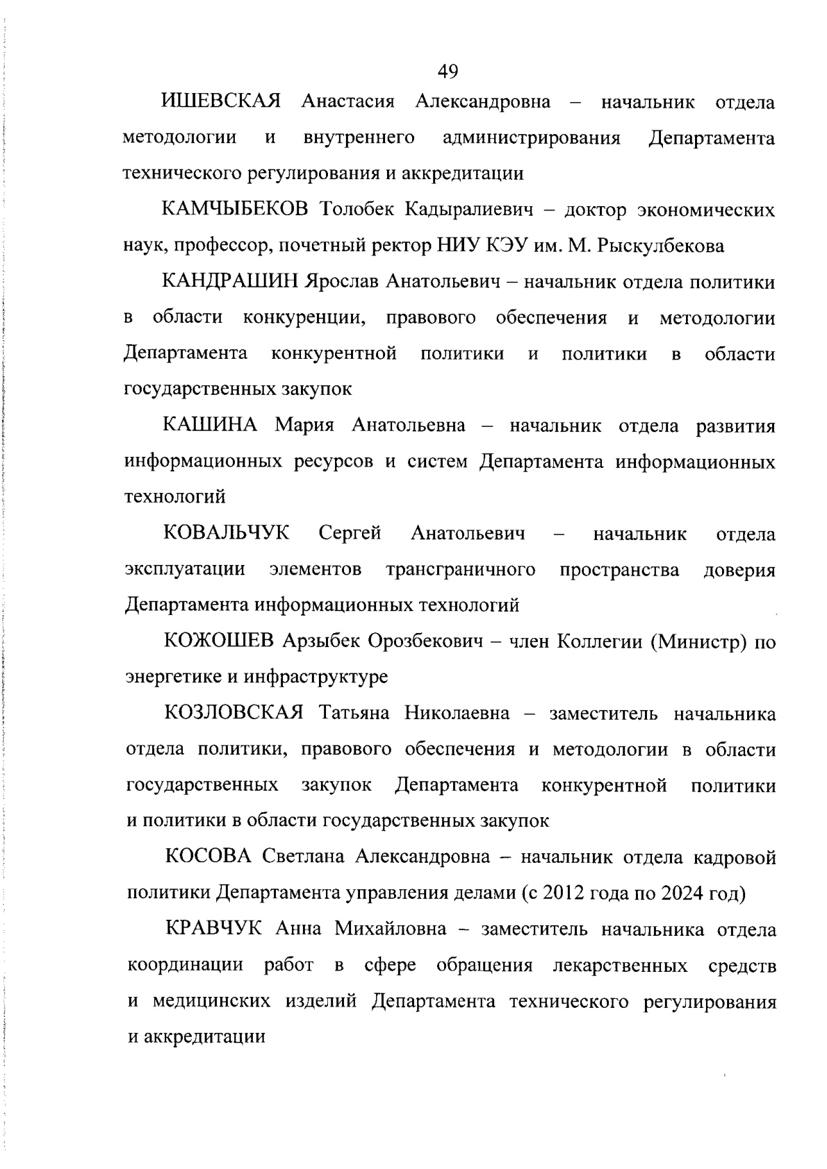 49
ИШЕВСКАЯ Анастасия Александровна – начальник отдела
методологии и внутреннего администрирования Департамента
технического регулирования и аккредитации
КАМЧЫБЕКОВ Толобек Кадыралиевич – доктор экономических
наук, профессор, почетный ректор НИУ КЭУ им. М. Рыскулбекова
КАНДРАШИН Ярослав Анатольевич – начальник отдела политики
в области конкуренции, правового обеспечения и методологии
Департамента конкурентной политики и политики в области
государственных закупок
КАШИНА Мария Анатольевна – начальник отдела развития
информационных ресурсов и систем Департамента информационных
технологий
КОВАЛЬЧУК Сергей Анатольевич – начальник отдела
эксплуатации элементов трансграничного пространства доверия
Департамента информационных технологий
КОЖОШЕВ Арзыбек Орозбекович – член Коллегии (Министр) по
энергетике и инфраструктуре
КОЗЛОВСКАЯ Татьяна Николаевна – заместитель начальника
отдела политики, правового обеспечения и методологии в области
государственных закупок Департамента конкурентной политики
и политики в области государственных закупок
КОСОВА Светлана Александровна – начальник отдела кадровой
политики Департамента управления делами (с 2012 года по 2024 год)
КРАВЧУК Анна Михайловна – заместитель начальника отдела
координации работ в сфере обращения лекарственных средств
и медицинских изделий Департамента технического регулирования
и аккредитации